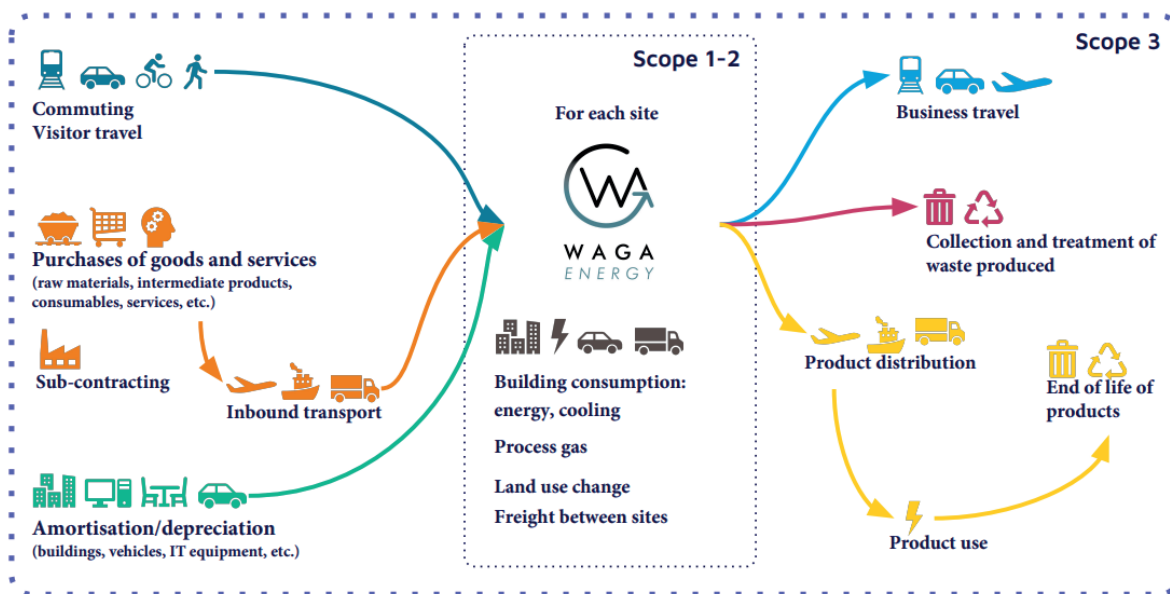 Scope 3
Scope 1-2
Commuting
Visitor travel
Purchases of goods and services
(raw materials, intermediate products,
consumables, services, etc.)
Sub-contracting
Inbound transport
Amortisation/depreciation
(buildings, vehicles, IT equipment, etc.)
For each site
WAGA
ENERGY
Building consumption:
energy, cooling
Process gas
Land use change
Freight between sites
Business travel
Collection and treatment of
waste produced
Product distribution
End of life of
products
Product use